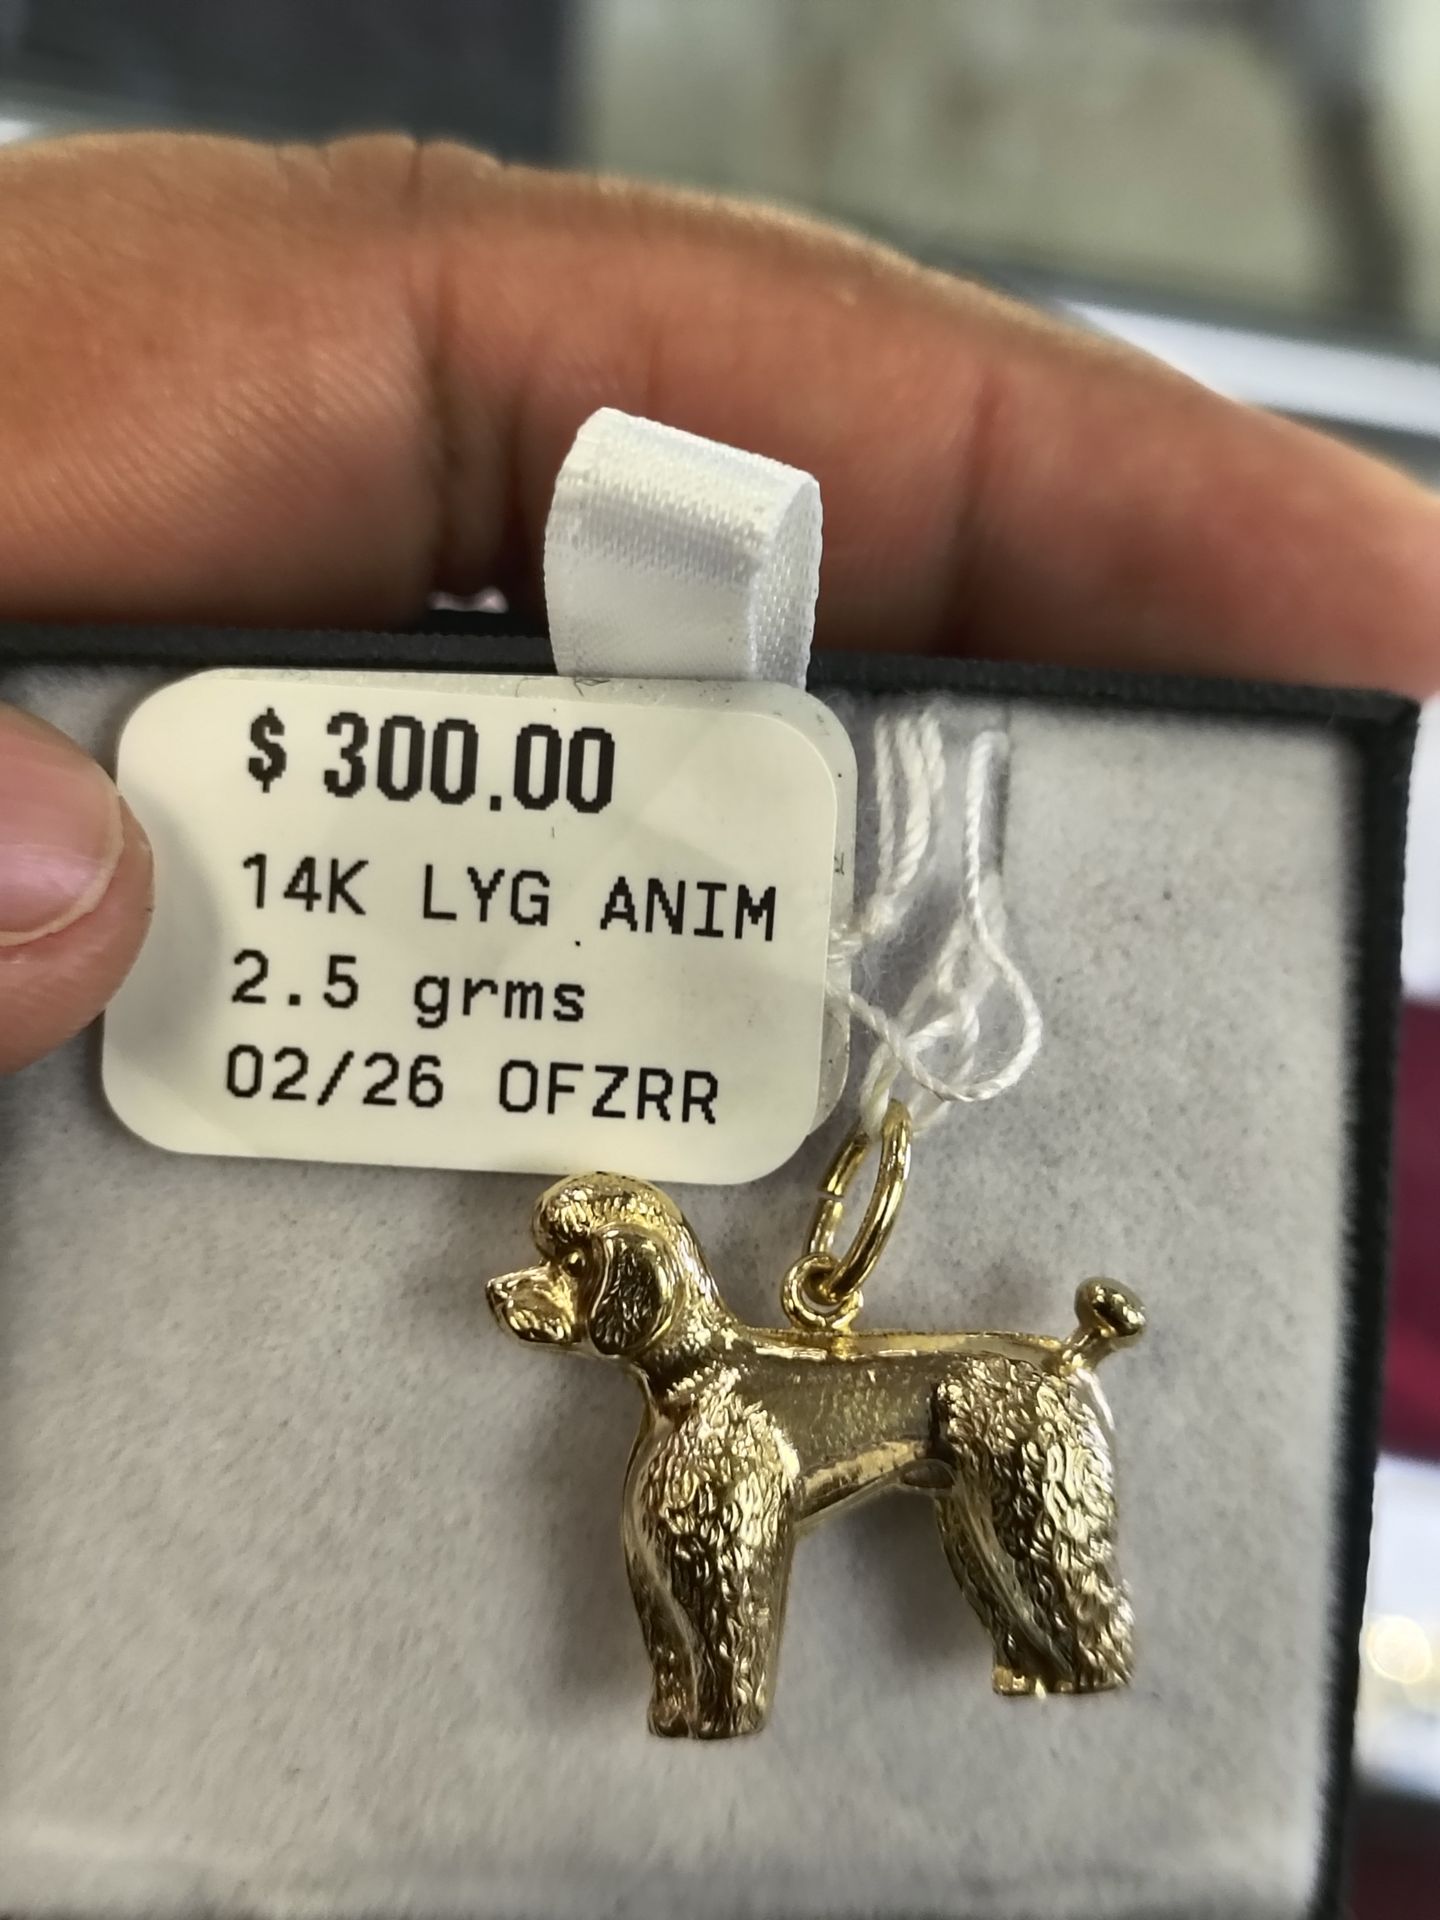 $ 300.00
14K LYG ANIM
2.5 grms
02/26 OFZRR